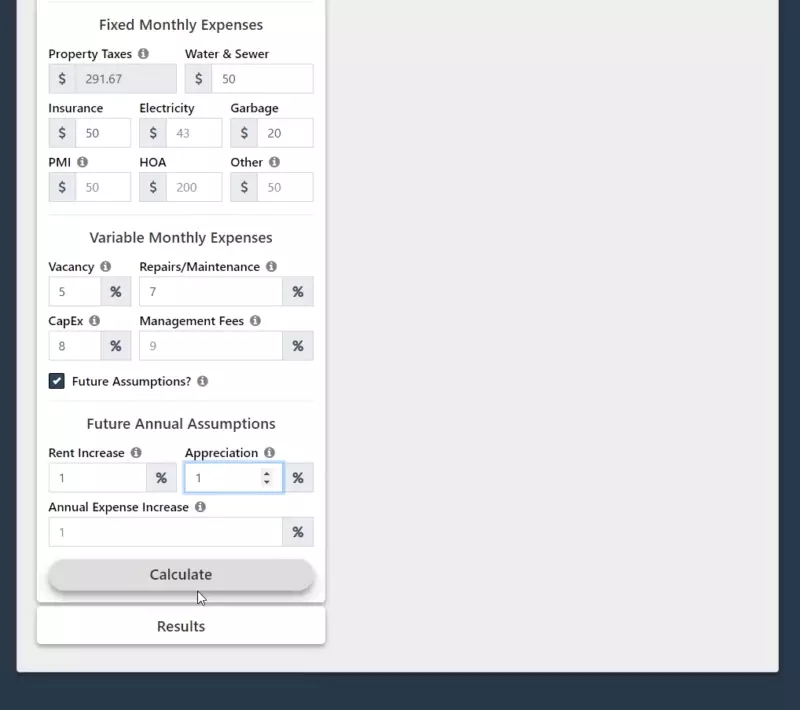 Fixed Monthly Expenses
Property Taxes Water & Sewer
$ 291.67 $ 50
Insurance Electricity Garbage
$ 50 $ 43 $ 20
PMI HOA Other
$ 50 $ 200 $ 50
Variable Monthly Expenses
Vacancy Repairs/Maintenance
5 % 7 %
CapEx Management Fees
8 % 9 %
Future Assumptions?
Future Annual Assumptions
Rent Increase Appreciation
1 % 1 %
Annual Expense Increase
1 %
Calculate
Results